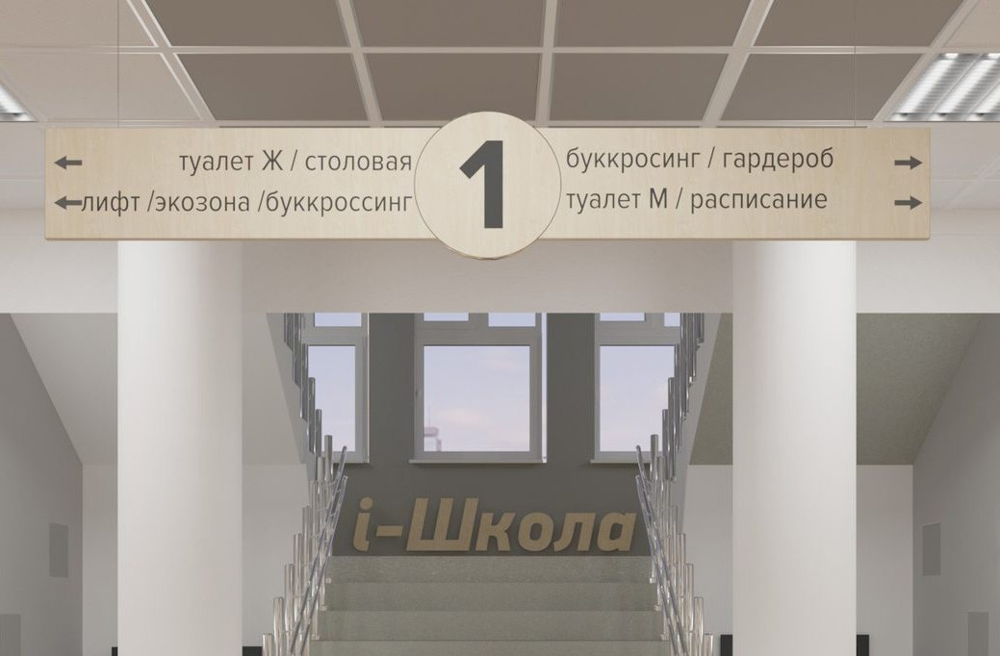 туалет Ж / столовая
лифт /экозона /буккроссинг
1
буккросинг / гардероб
туалет М / расписание
i-Школа